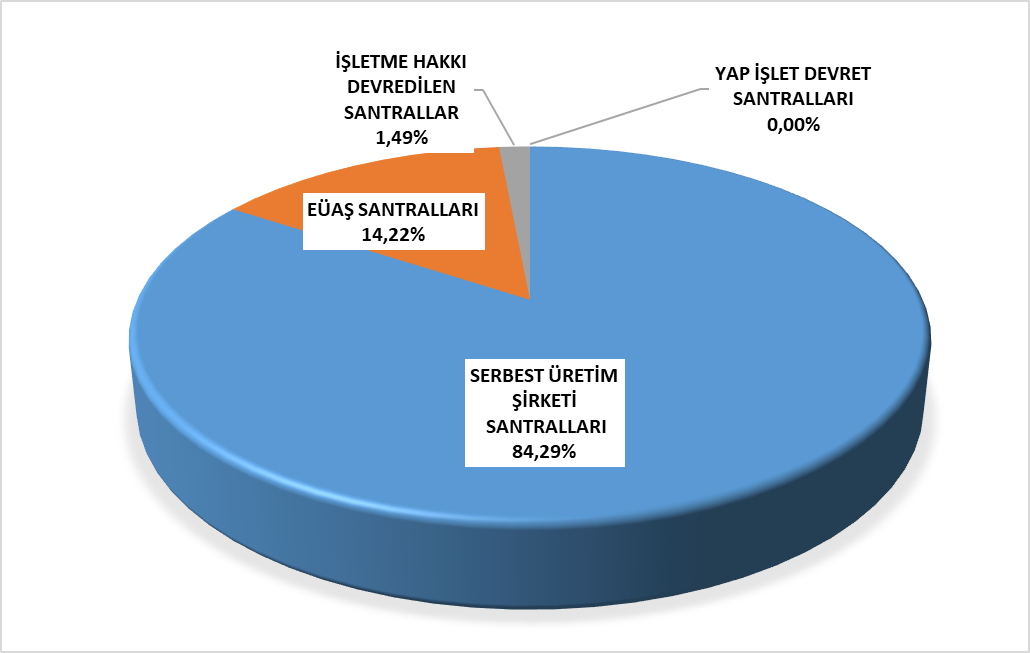 İŞLETME HAKKI
DEVREDİLEN
SANTRALLAR
1,49%
YAP İŞLET DEVRET
SANTRALLARI
0,00%
EÜAŞ SANTRALLARI
14,22%
SERBEST ÜRETİM
ŞİRKETİ
SANTRALLARI
84,29%